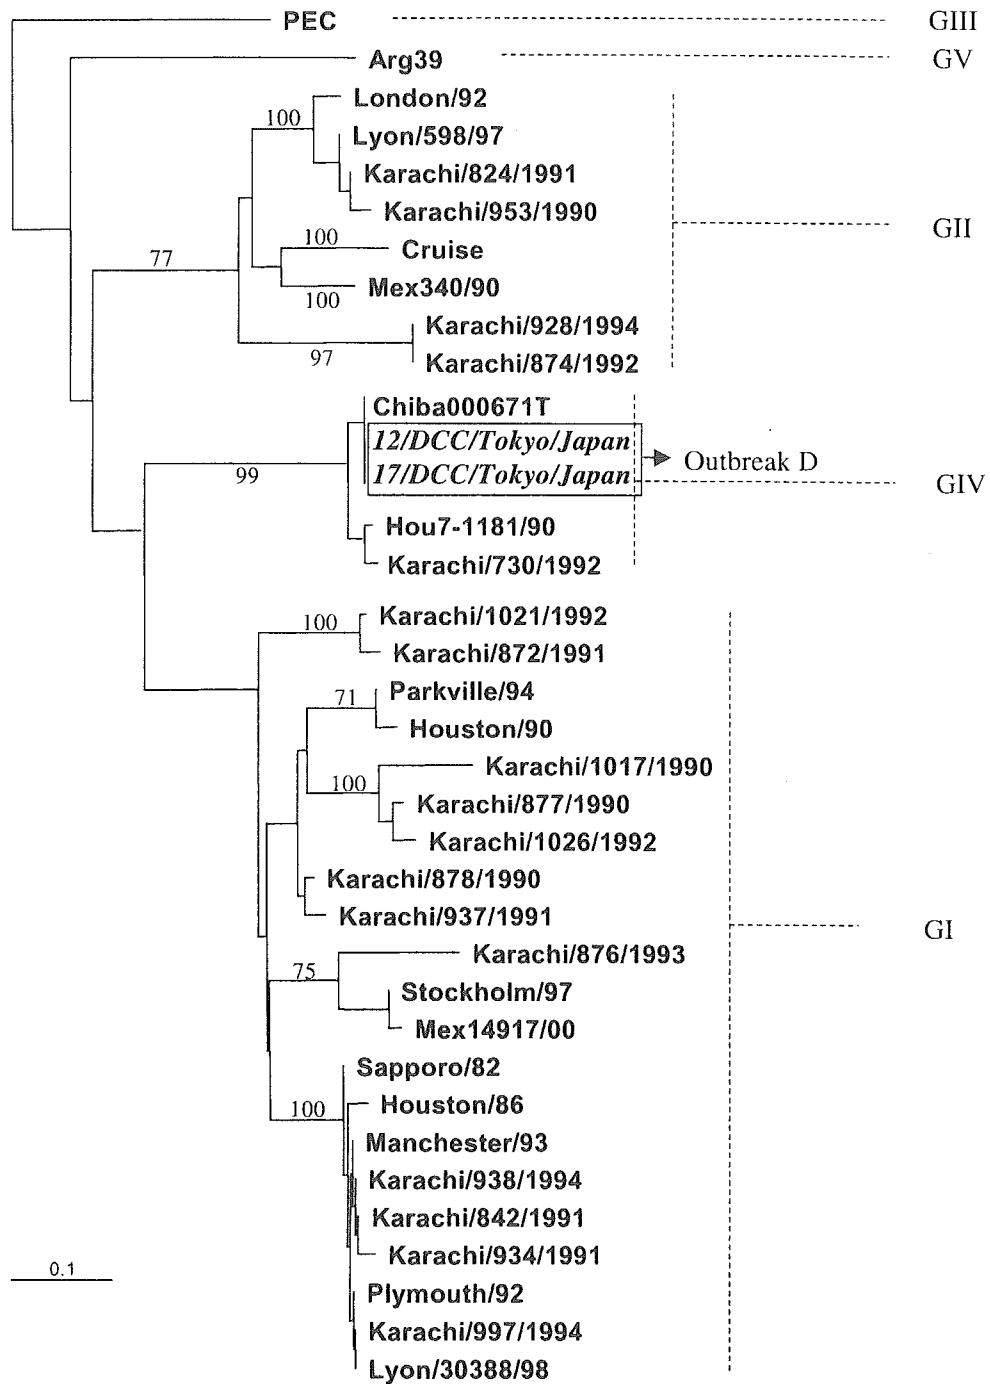 PEC GIII
Arg39 GV
London/92
100
Lyon/598/97
Karachi/824/1991
Karachi/953/1990
GII
100
Cruise
77
Mex340/90
100
Karachi/928/1994
97
Karachi/874/1992
Chiba000671T
12/DCC/Tokyo/Japan
17/DCC/Tokyo/Japan
Outbreak D
99
GIV
Hou7-1181/90
Karachi/730/1992
Karachi/1021/1992
100
Karachi/872/1991
Parkville/94
71
Houston/90
Karachi/1017/1990
100
Karachi/877/1990
Karachi/1026/1992
Karachi/878/1990
Karachi/937/1991
GI
Karachi/876/1993
75
Stockholm/97
Mex14917/00
Sapporo/82
100
Houston/86
Manchester/93
Karachi/938/1994
Karachi/842/1991
Karachi/934/1991
0.1
Plymouth/92
Karachi/997/1994
Lyon/30388/98